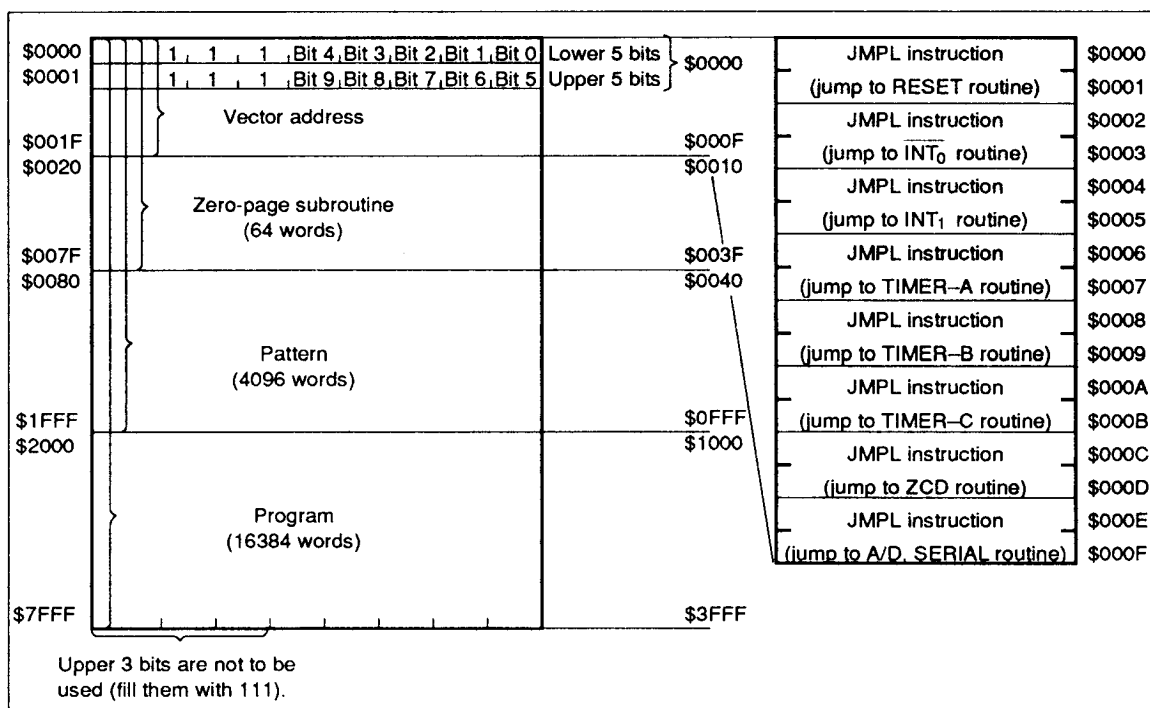 $0000 1 1 1 Bit 4 Bit 3 Bit 2 Bit 1 Bit 0 Lower 5 bits
$0001 1 1 1 Bit 9 Bit 8 Bit 7 Bit 6 Bit 5 Upper 5 bits
$0000
Vector address
$001F
$000F
$0020
$0010
Zero-page subroutine
(64 words)
$007F
$003F
$0080
$0040
Pattern
(4096 words)
$1FFF
$0FFF
$2000
$1000
Program
(16384 words)
$7FFF
$3FFF
Upper 3 bits are not to be
used (fill them with 111).
JMPL instruction $0000
(jump to RESET routine) $0001
JMPL instruction $0002
(jump to INT0 routine) $0003
JMPL instruction $0004
(jump to INT1 routine) $0005
JMPL instruction $0006
(jump to TIMER–A routine) $0007
JMPL instruction $0008
(jump to TIMER–B routine) $0009
JMPL instruction $000A
(jump to TIMER–C routine) $000B
JMPL instruction $000C
(jump to ZCD routine) $000D
JMPL instruction $000E
(jump to A/D, SERIAL routine) $000F